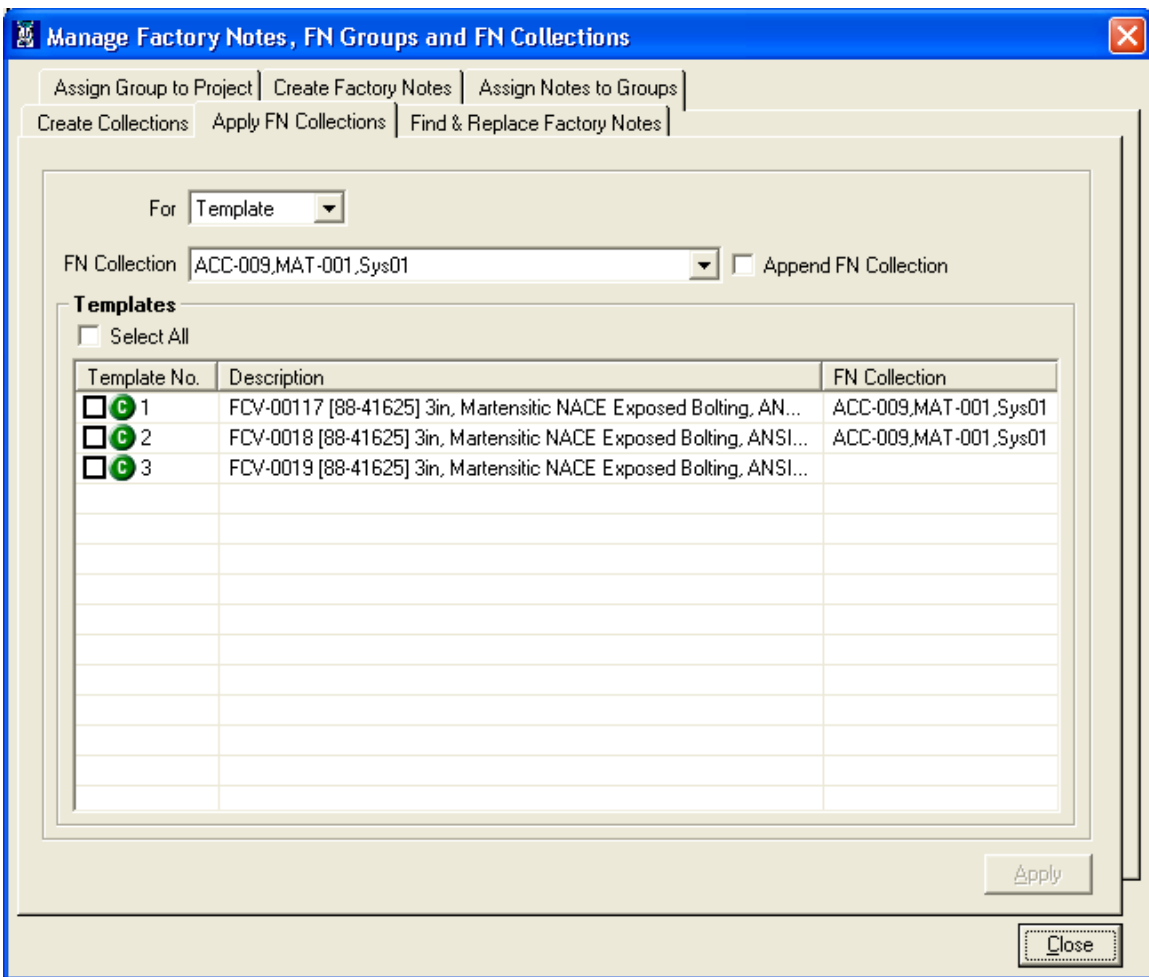 Manage Factory Notes, FN Groups and FN Collections
Assign Group to Project Create Factory Notes Assign Notes to Groups
Create Collections Apply FN Collections Find & Replace Factory Notes
For Template
FN Collection ACC-009,MAT-001,Sys01 Append FN Collection
Templates
Select All
Template No. Description FN Collection
C 1 FCV-00117 [88-41625] 3in, Martensitic NACE Exposed Bolting, AN... ACC-009,MAT-001,Sys01
C 2 FCV-0018 [88-41625] 3in, Martensitic NACE Exposed Bolting, ANSI... ACC-009,MAT-001,Sys01
C 3 FCV-0019 [88-41625] 3in, Martensitic NACE Exposed Bolting, ANSI...
Apply
Close